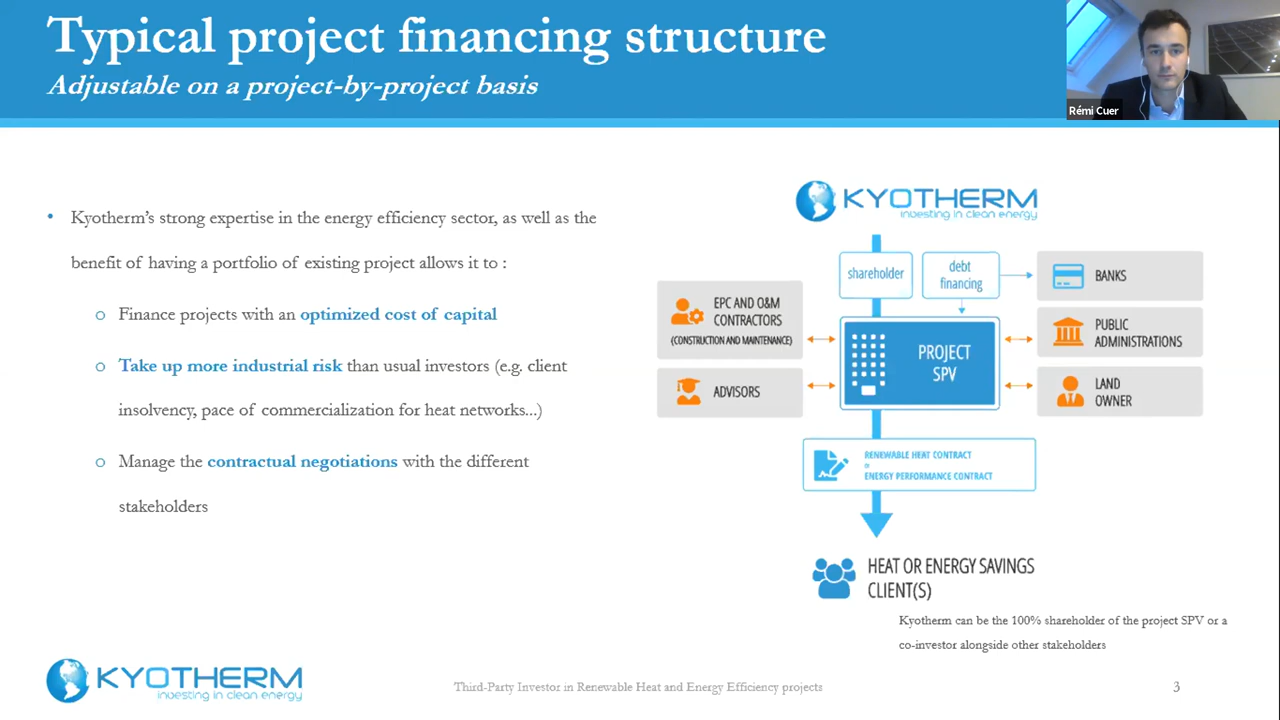 Typical project financing structure
Adjustable on a project-by-project basis
Rémi Cuer
• Kyotherm's strong expertise in the energy efficiency sector, as well as the
benefit of having a portfolio of existing project allows it to :
o Finance projects with an optimized cost of capital
o Take up more industrial risk than usual investors (e.g. client
insolvency, pace of commercialization for heat networks...)
o Manage the contractual negotiations with the different
stakeholders
KYOTHERM
investing in clean energy
shareholder
debt
financing
BANKS
EPC AND O&M
CONTRACTORS
(CONSTRUCTION AND MAINTENANCE)
PUBLIC
ADMINISTRATIONS
PROJECT
SPV
ADVISORS
LAND
OWNER
RENEWABLE HEAT CONTRACT
or
ENERGY PERFORMANCE CONTRACT
HEAT OR ENERGY SAVINGS
CLIENT(S)
Kyotherm can be the 100% shareholder of the project SPV or a
co-investor alongside other stakeholders
KYOTHERM
investing in clean energy
Third-Party Investor in Renewable Heat and Energy Efficiency projects
3